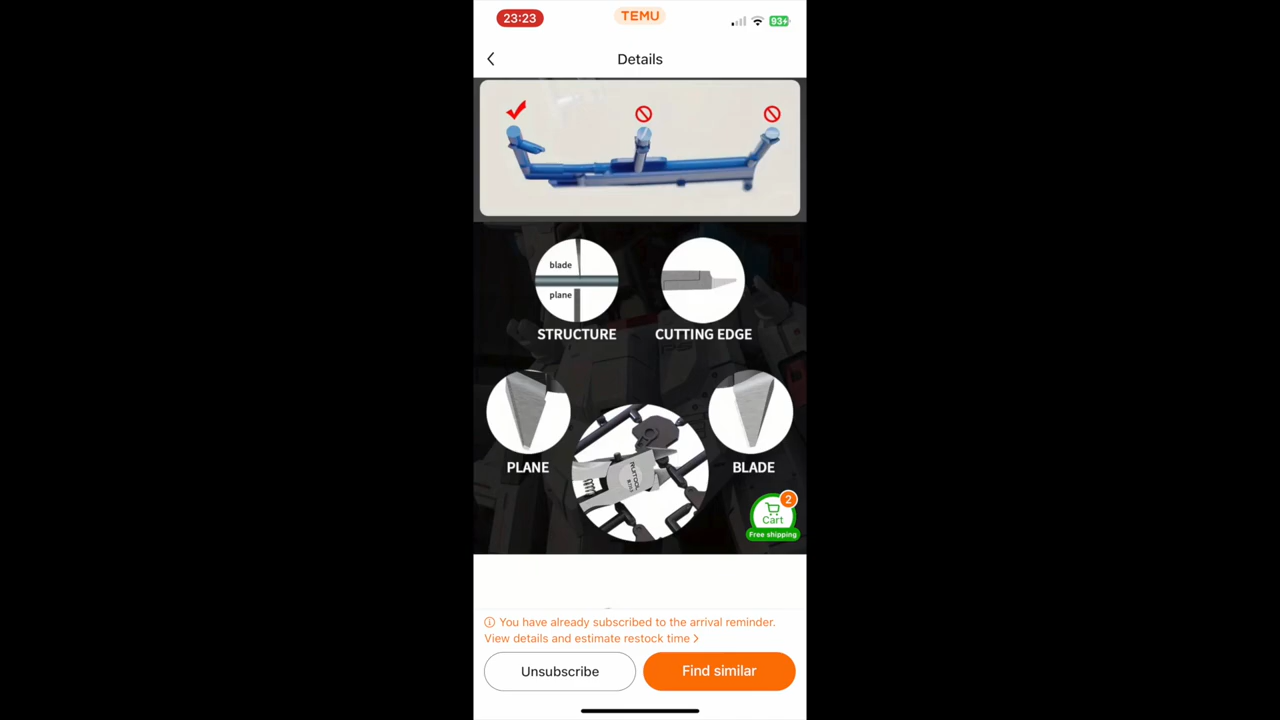 23:23
TEMU
93
Details
blade
plane
STRUCTURE
CUTTING EDGE
PLANE
BLADE
2
Cart
Free shipping
You have already subscribed to the arrival reminder.
View details and estimate restock time >
Unsubscribe
Find similar